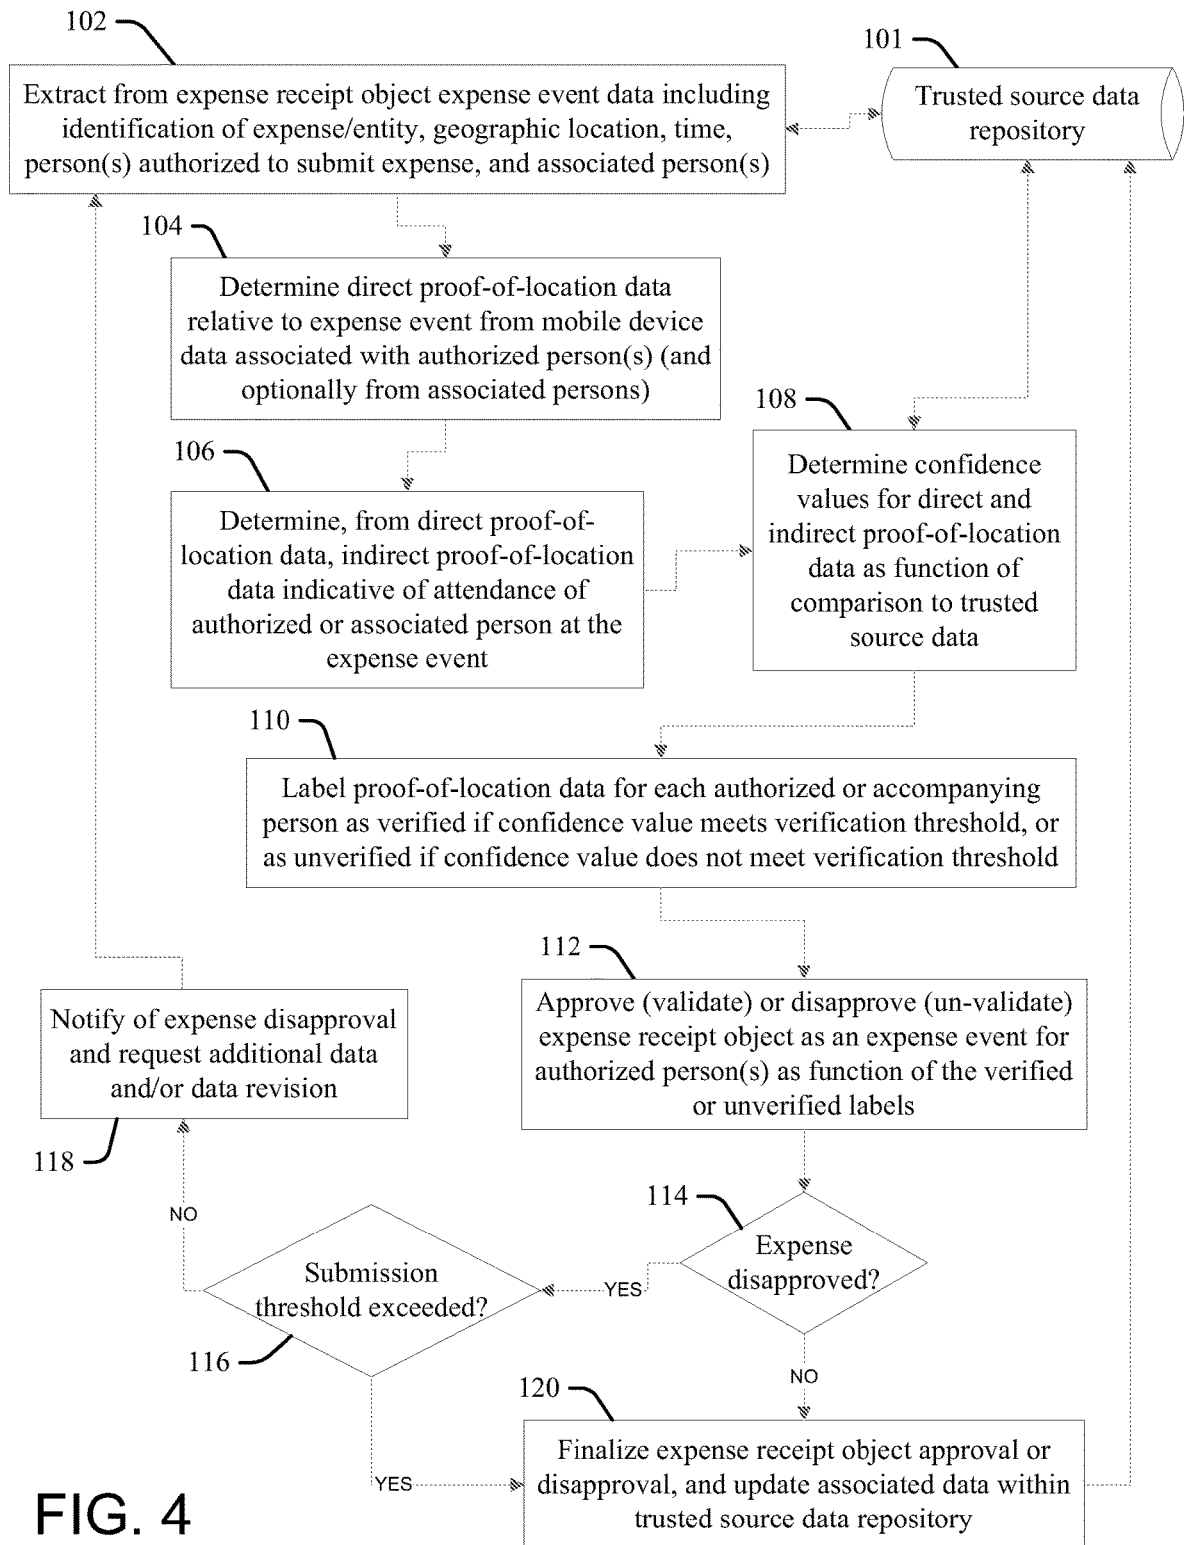 102
101
Extract from expense receipt object expense event data including
identification of expense/entity, geographic location, time,
person(s) authorized to submit expense, and associated person(s)
Trusted source data
repository
104
Determine direct proof-of-location data
relative to expense event from mobile device
data associated with authorized person(s) (and
optionally from associated persons)
108
106
Determine, from direct proof-of-
location data, indirect proof-of-location
data indicative of attendance of
authorized or associated person at the
expense event
Determine confidence
values for direct and
indirect proof-of-location
data as function of
comparison to trusted
source data
110
Label proof-of-location data for each authorized or accompanying
person as verified if confidence value meets verification threshold, or
as unverified if confidence value does not meet verification threshold
112
Approve (validate) or disapprove (un-validate)
expense receipt object as an expense event for
authorized person(s) as function of the verified
or unverified labels
Notify of expense disapproval
and request additional data
and/or data revision
118
114
NO
Expense
disapproved?
YES
Submission
threshold exceeded?
116
NO
120
YES
Finalize expense receipt object approval or
disapproval, and update associated data within
trusted source data repository
FIG. 4